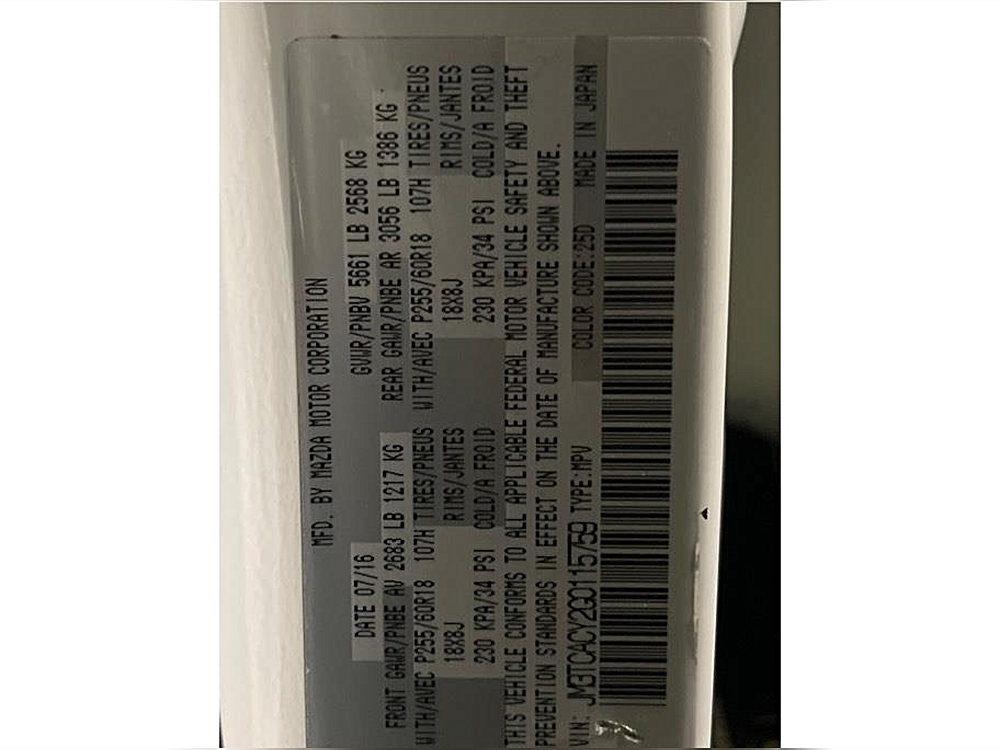 MFD. BY MAZDA MOTOR CORPORATION
DATE 07/16 GVWR/PNBV 5661 LB 2568 KG
FRONT GAWR/PNBE AV 2683 LB 1217 KG REAR GAWR/PNBE AR 3056 LB 1386 KG
WITH/AVEC P255/60R18 107H TIRES/PNEUS WITH/AVEC P255/60R18 107H TIRES/PNEUS
18X8J RIMS/JANTES 18X8J RIMS/JANTES
230 KPA/34 PSI COLD/A FROID 230 KPA/34 PSI COLD/A FROID
THIS VEHICLE CONFORMS TO ALL APPLICABLE FEDERAL MOTOR VEHICLE SAFETY AND THEFT
PREVENTION STANDARDS IN EFFECT ON THE DATE OF MANUFACTURE SHOWN ABOVE.
VIN: JM3TCACY2G0115759 TYPE:MPV COLOR CODE:25D MADE IN JAPAN